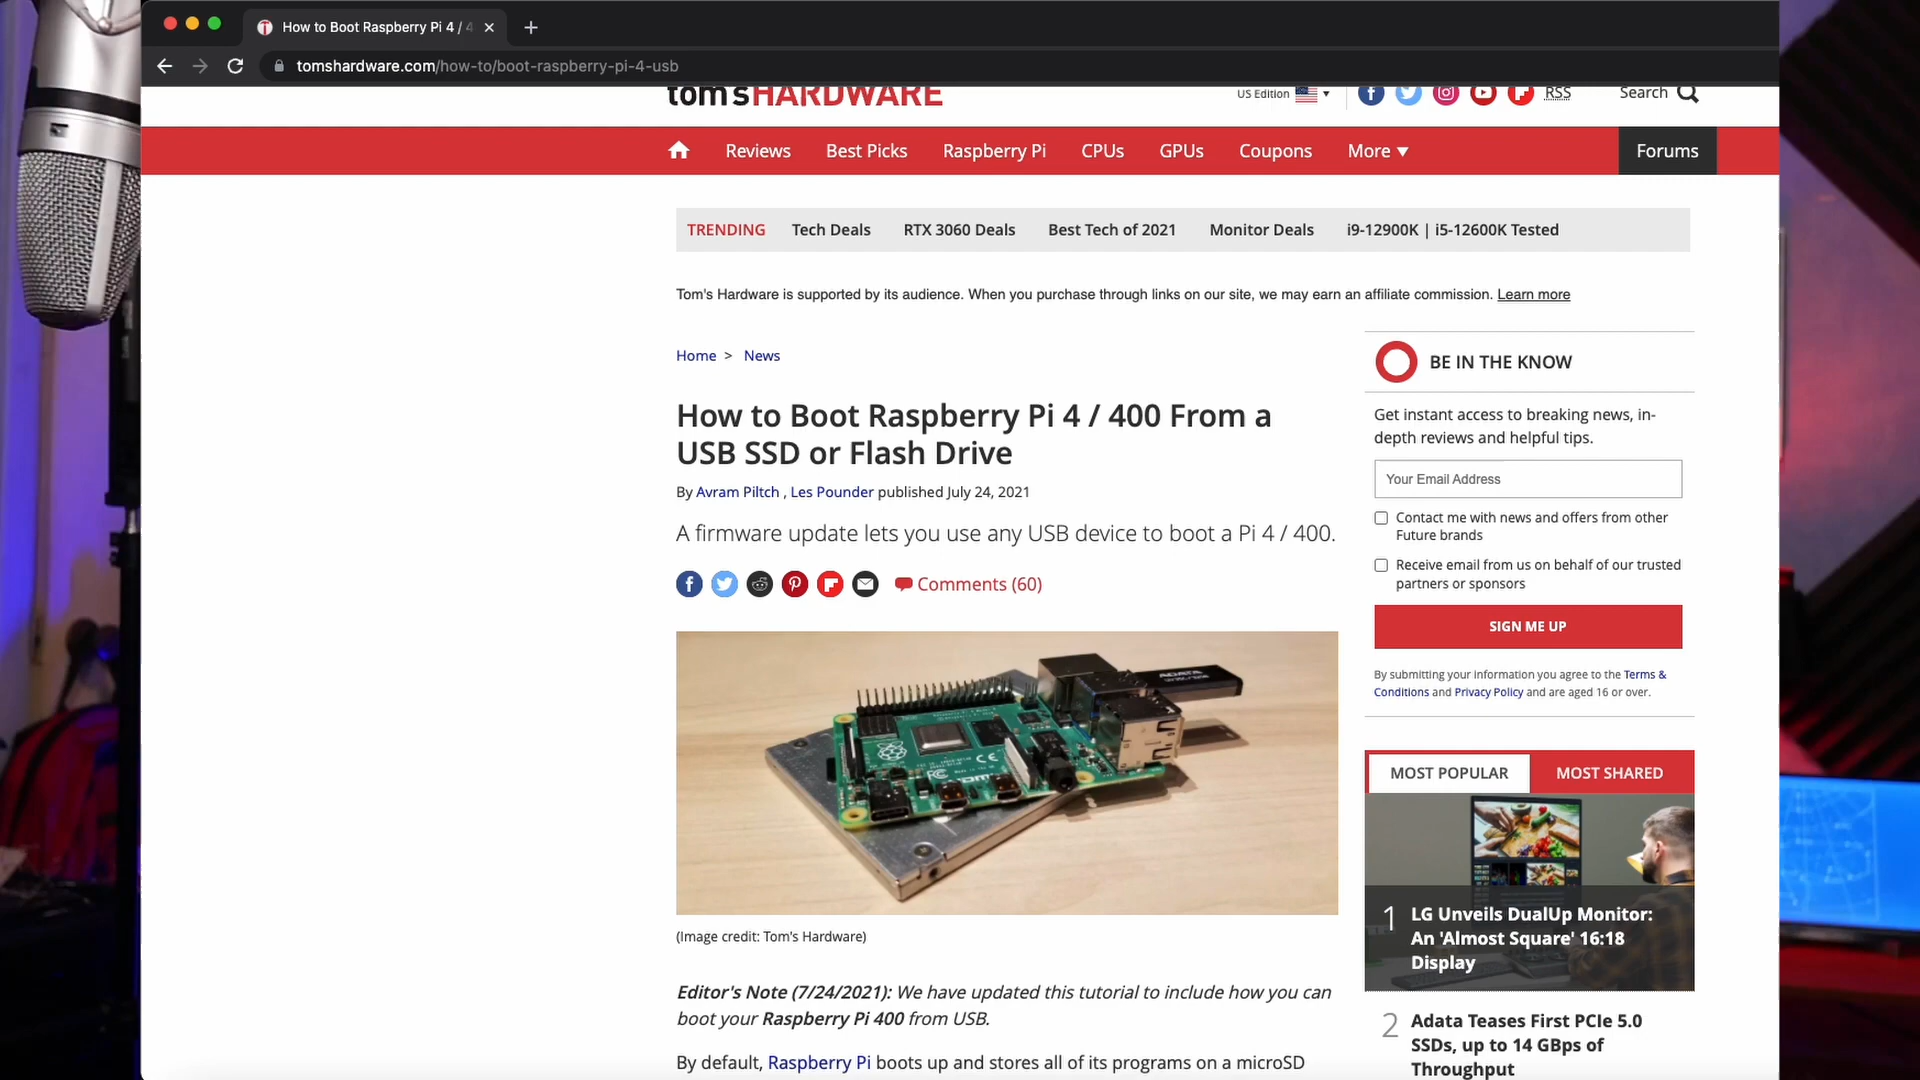 How to Boot Raspberry Pi 4 / 4
tomshardware.com/how-to/boot-raspberry-pi-4-usb
tom'sHARDWARE
US Edition
RSS
Search
Reviews
Best Picks
Raspberry Pi
CPUs
GPUs
Coupons
More
Forums
TRENDING
Tech Deals
RTX 3060 Deals
Best Tech of 2021
Monitor Deals
i9-12900K | i5-12600K Tested
Tom's Hardware is supported by its audience. When you purchase through links on our site, we may earn an affiliate commission. Learn more
Home > News
How to Boot Raspberry Pi 4 / 400 From a
USB SSD or Flash Drive
By Avram Piltch , Les Pounder published July 24, 2021
A firmware update lets you use any USB device to boot a Pi 4 / 400.
Comments (60)
ADATA
(Image credit: Tom's Hardware)
Editor's Note (7/24/2021): We have updated this tutorial to include how you can
boot your Raspberry Pi 400 from USB.
By default, Raspberry Pi boots up and stores all of its programs on a microSD
BE IN THE KNOW
Get instant access to breaking news, in-
depth reviews and helpful tips.
Your Email Address
Contact me with news and offers from other
Future brands
Receive email from us on behalf of our trusted
partners or sponsors
SIGN ME UP
By submitting your information you agree to the Terms &
Conditions and Privacy Policy and are aged 16 or over.
MOST POPULAR
MOST SHARED
1
LG Unveils DualUp Monitor:
An 'Almost Square' 16:18
Display
2
Adata Teases First PCIe 5.0
SSDs, up to 14 GBps of
Throughput